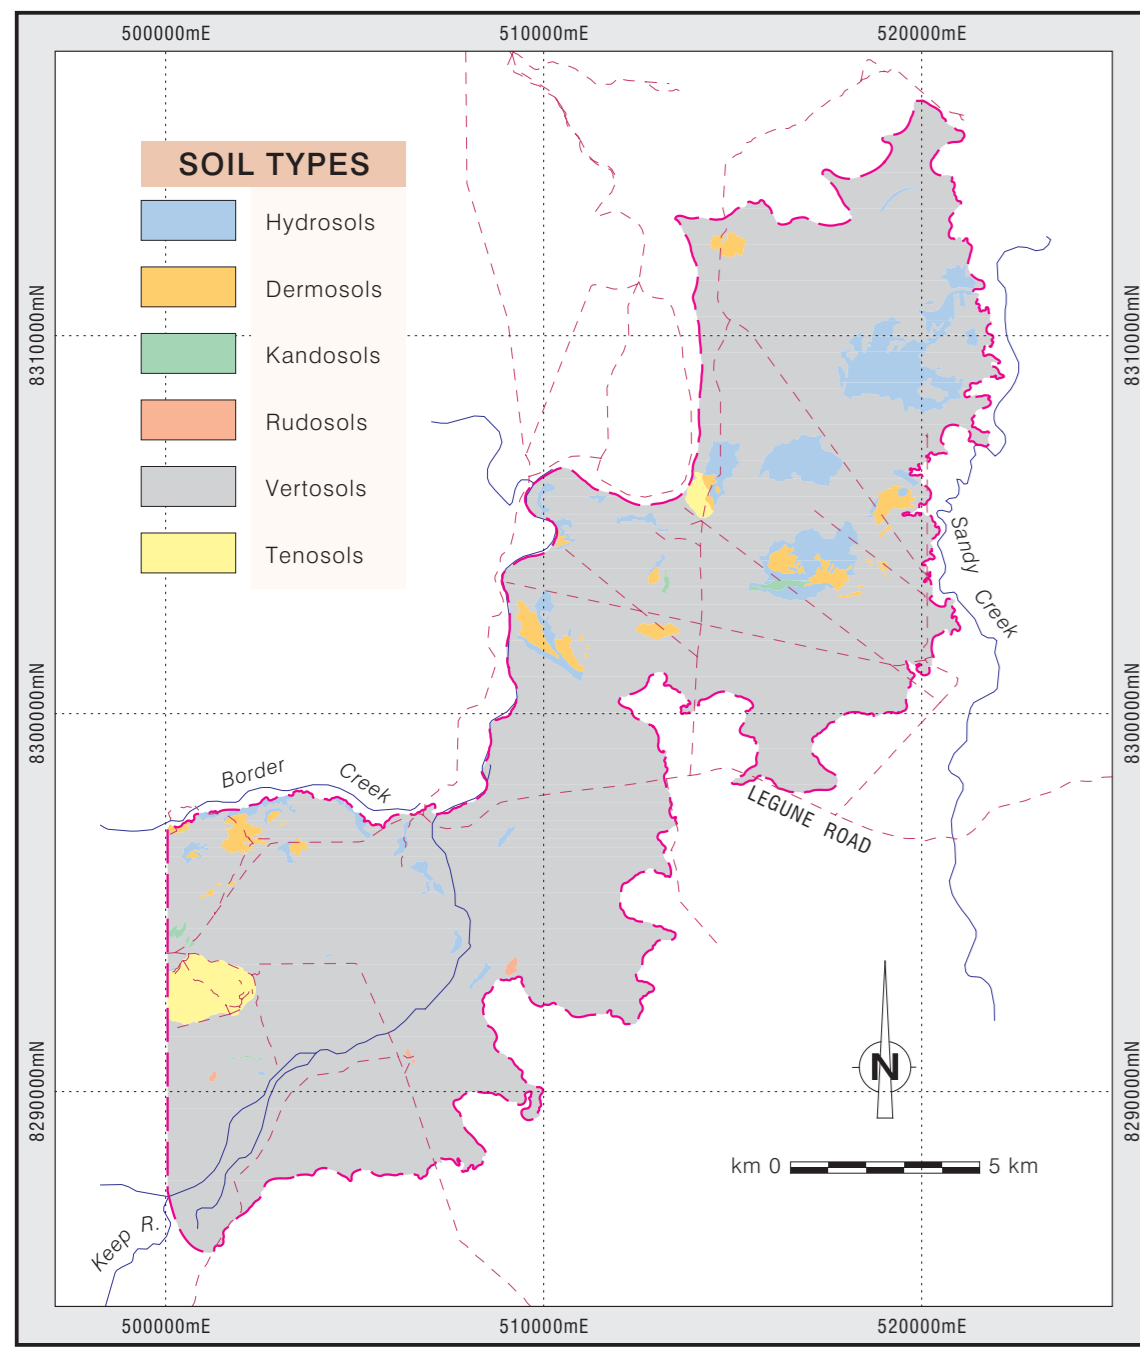 500000mE 510000mE 520000mE
SOIL TYPES
Hydrosols
Dermosols
Kandosols
Rudosols
Vertosols
Tenosols
8310000mN 8310000mN
Sandy Creek
8300000mN 8300000mN
Border Creek
LEGUNE ROAD
N
8290000mN 8290000mN
km 0 5 km
Keep R.
500000mE 510000mE 520000mE